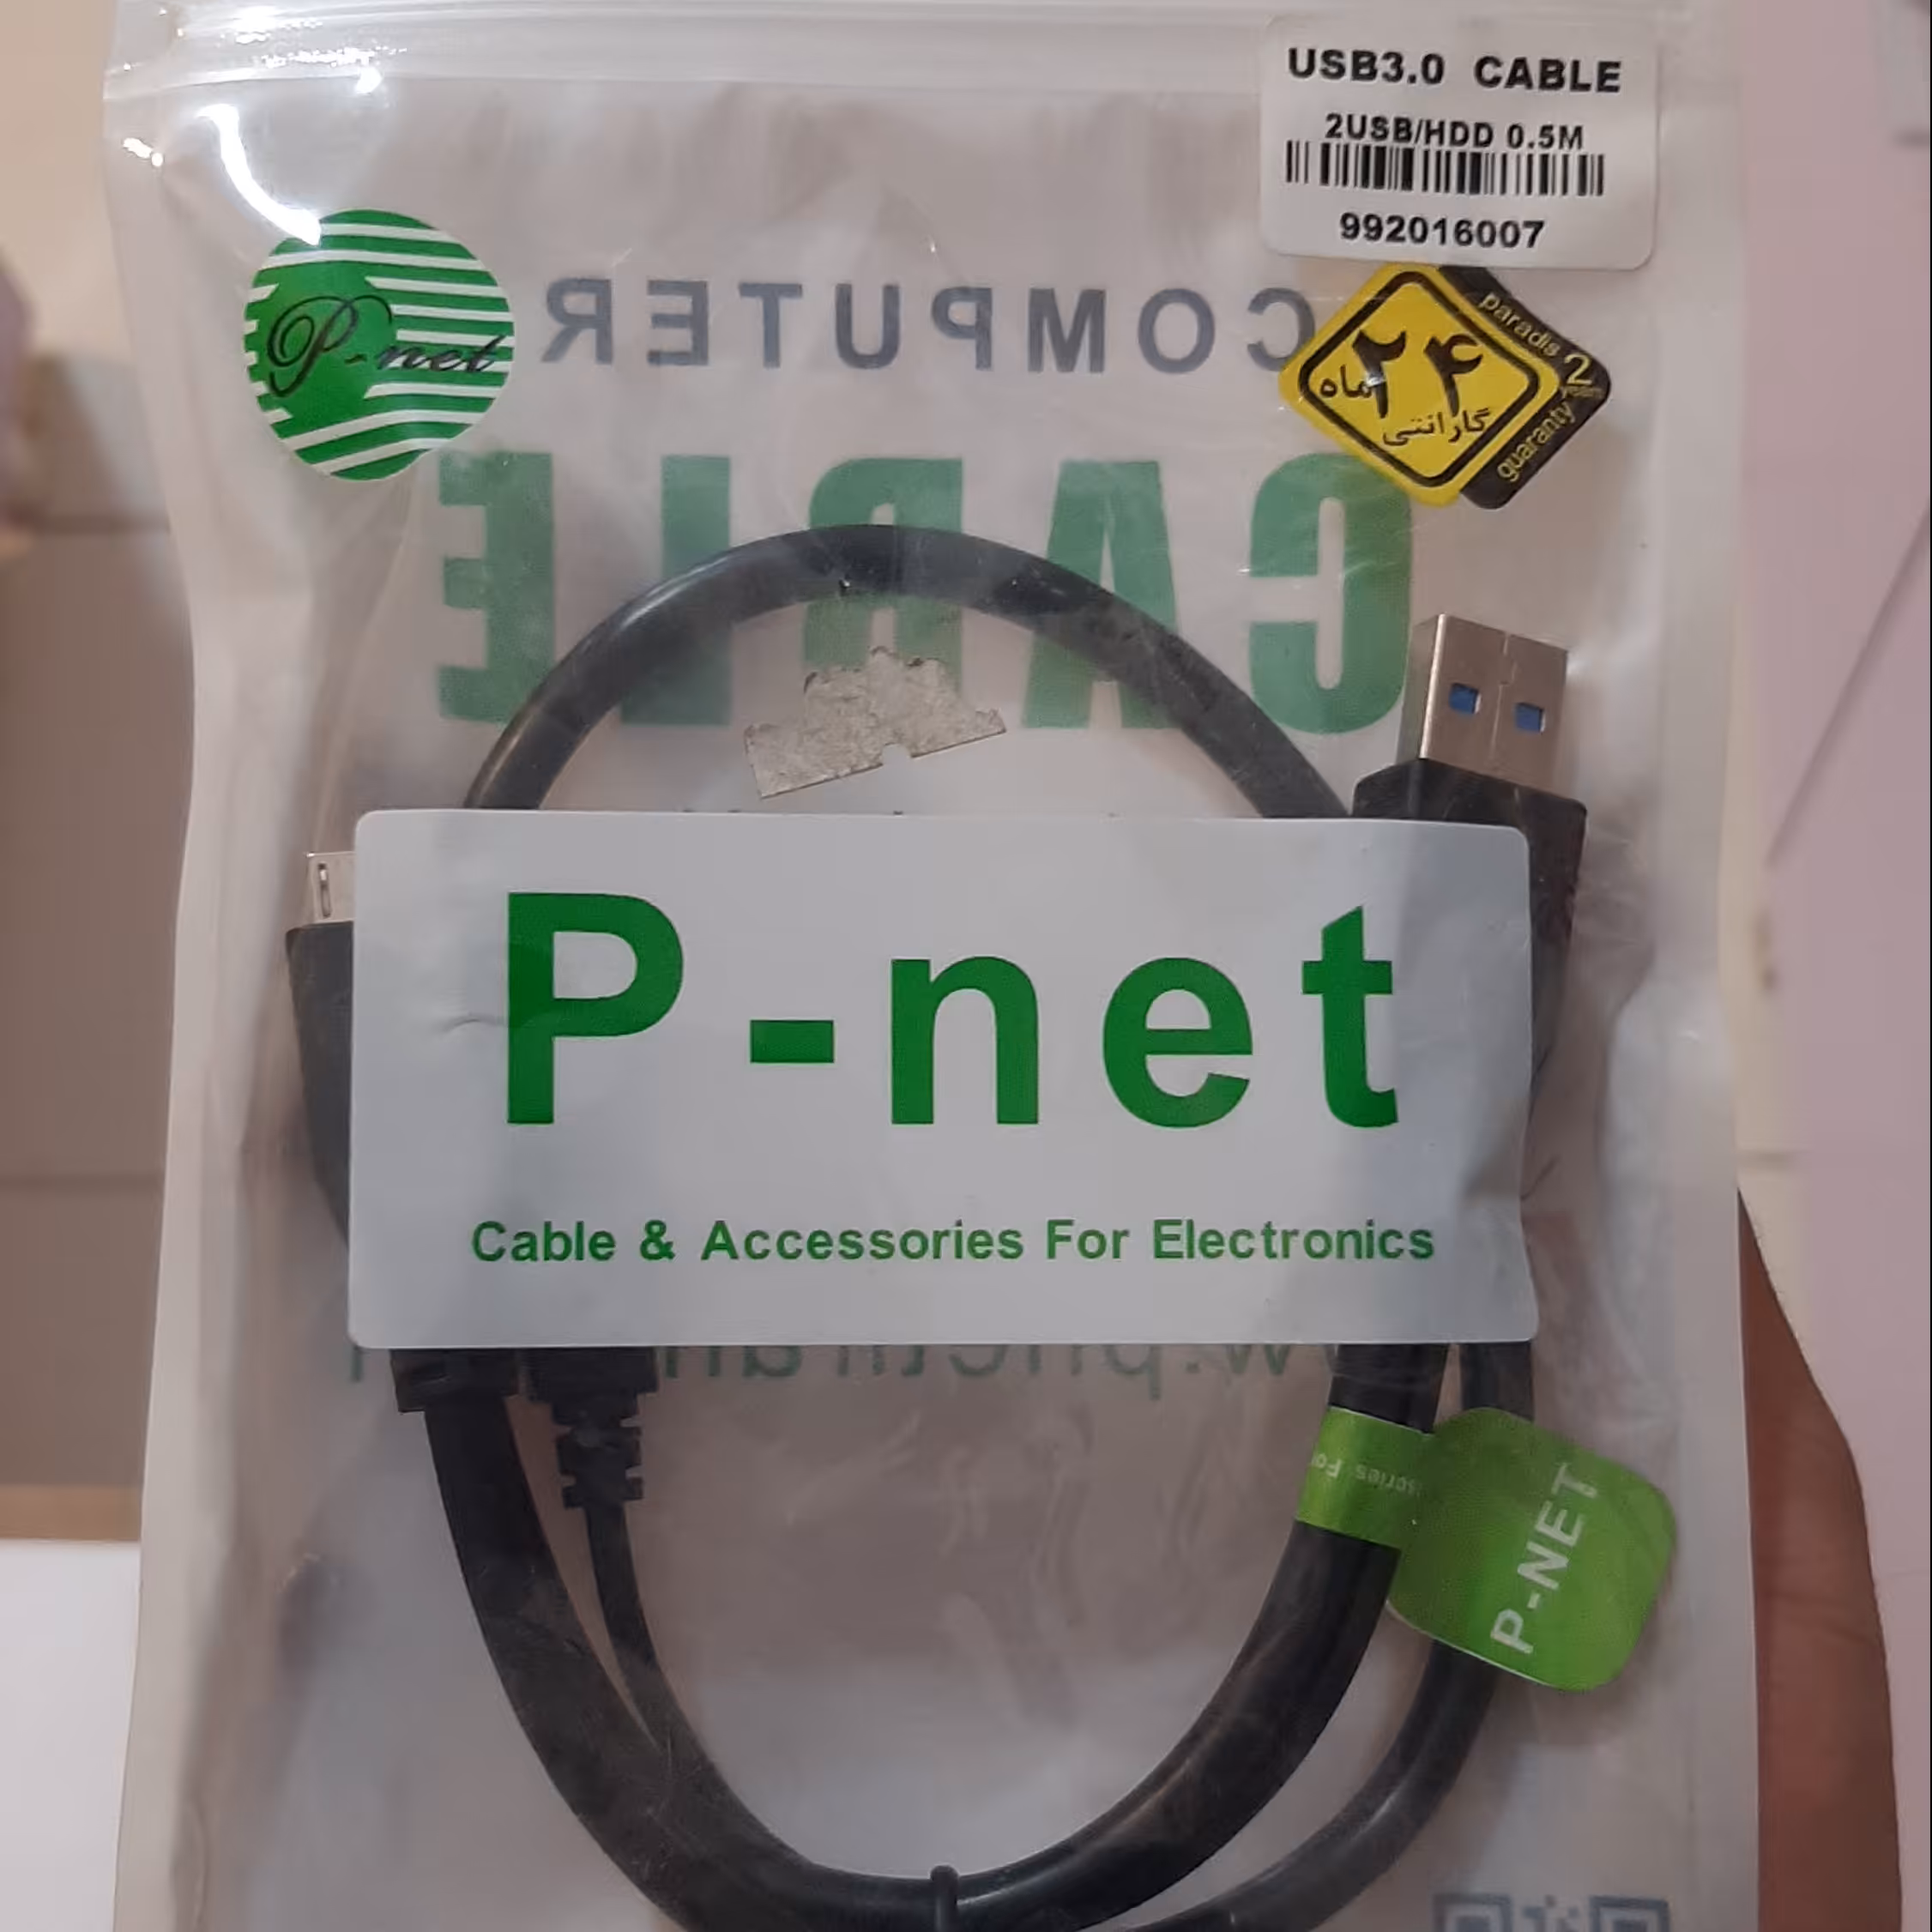 USB3.0 CABLE
2USB/HDD 0.5M
992016007
P-net
COMPUTER
paradis
2
years
guaranty
۲۴
ماه
گارانتی
CABLE
P-net
Cable & Accessories For Electronics
P-NET